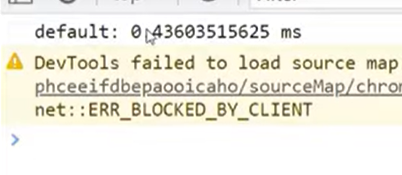 default: 0.43603515625 ms
DevTools failed to load source map
phceeifdbepaooicaho/sourceMap/chro
net::ERR_BLOCKED_BY_CLIENT